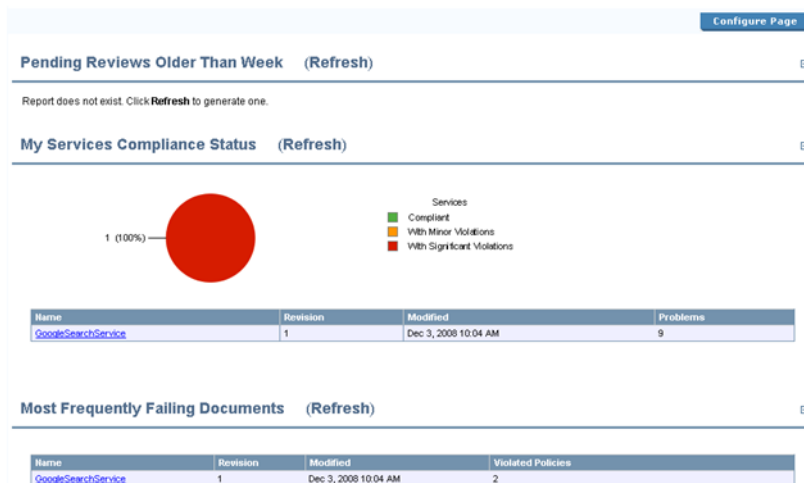 Configure Page
Pending Reviews Older Than Week (Refresh)
Report does not exist. Click Refresh to generate one.
My Services Compliance Status (Refresh)
Services
Compliant
With Minor Violations
With Significant Violations
1 (100%)
Name Revision Modified Problems
GoogleSearchService 1 Dec 3, 2008 10:04 AM 9
Most Frequently Failing Documents (Refresh)
Name Revision Modified Violated Policies
GoogleSearchService 1 Dec 3, 2008 10:04 AM 2